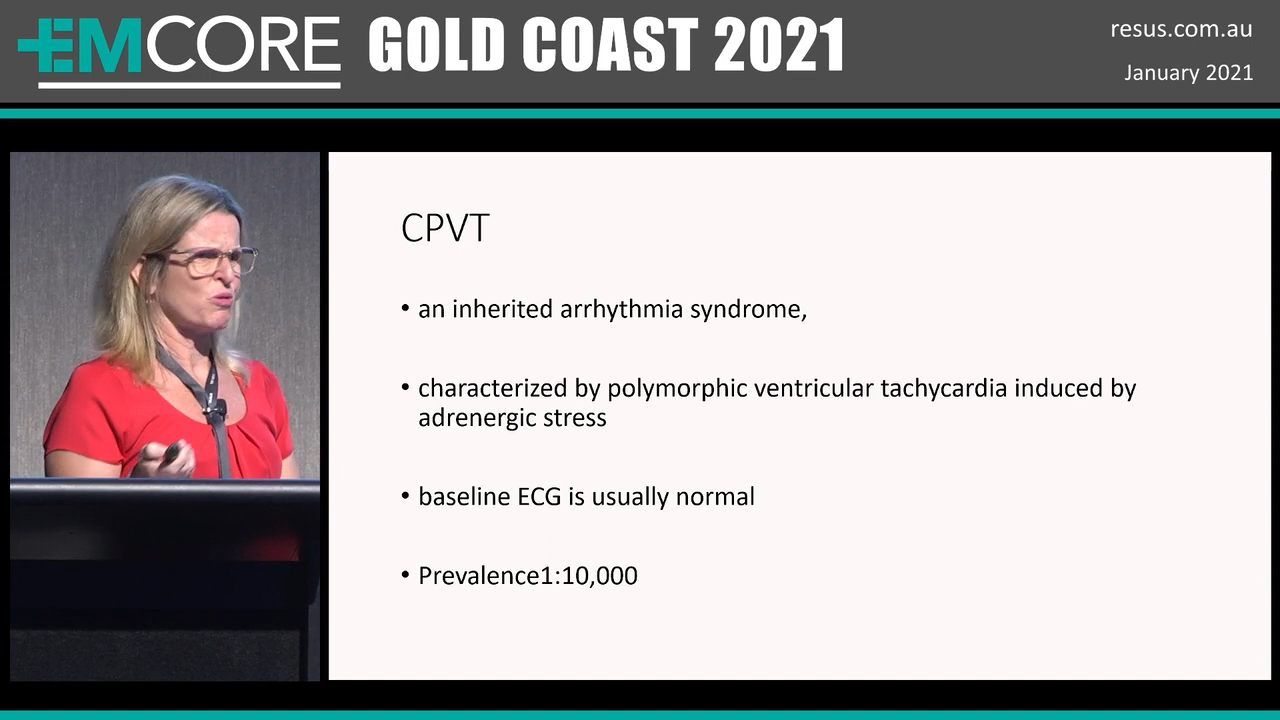 EMCORE GOLD COAST 2021
resus.com.au
January 2021
CPVT
• an inherited arrhythmia syndrome,
• characterized by polymorphic ventricular tachycardia induced by
adrenergic stress
• baseline ECG is usually normal
• Prevalence1:10,000